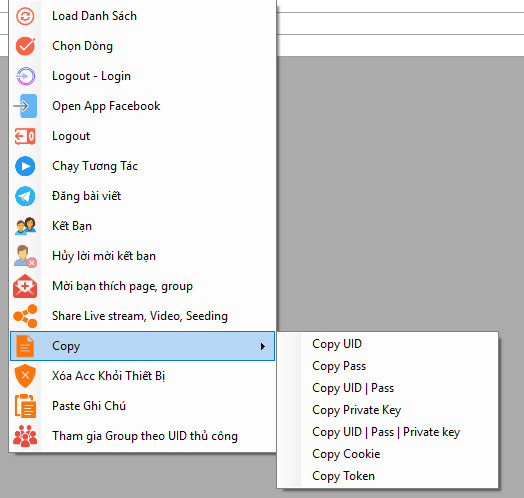 Load Danh Sách
Chọn Dòng
Logout - Login
Open App Facebook
Logout
Chạy Tương Tác
Đăng bài viết
Kết Bạn
Hủy lời mời kết bạn
Mời bạn thích page, group
Share Live stream, Video, Seeding
Copy
Xóa Acc Khỏi Thiết Bị
Paste Ghi Chú
Tham gia Group theo UID thủ công
Copy UID
Copy Pass
Copy UID | Pass
Copy Private Key
Copy UID | Pass | Private key
Copy Cookie
Copy Token